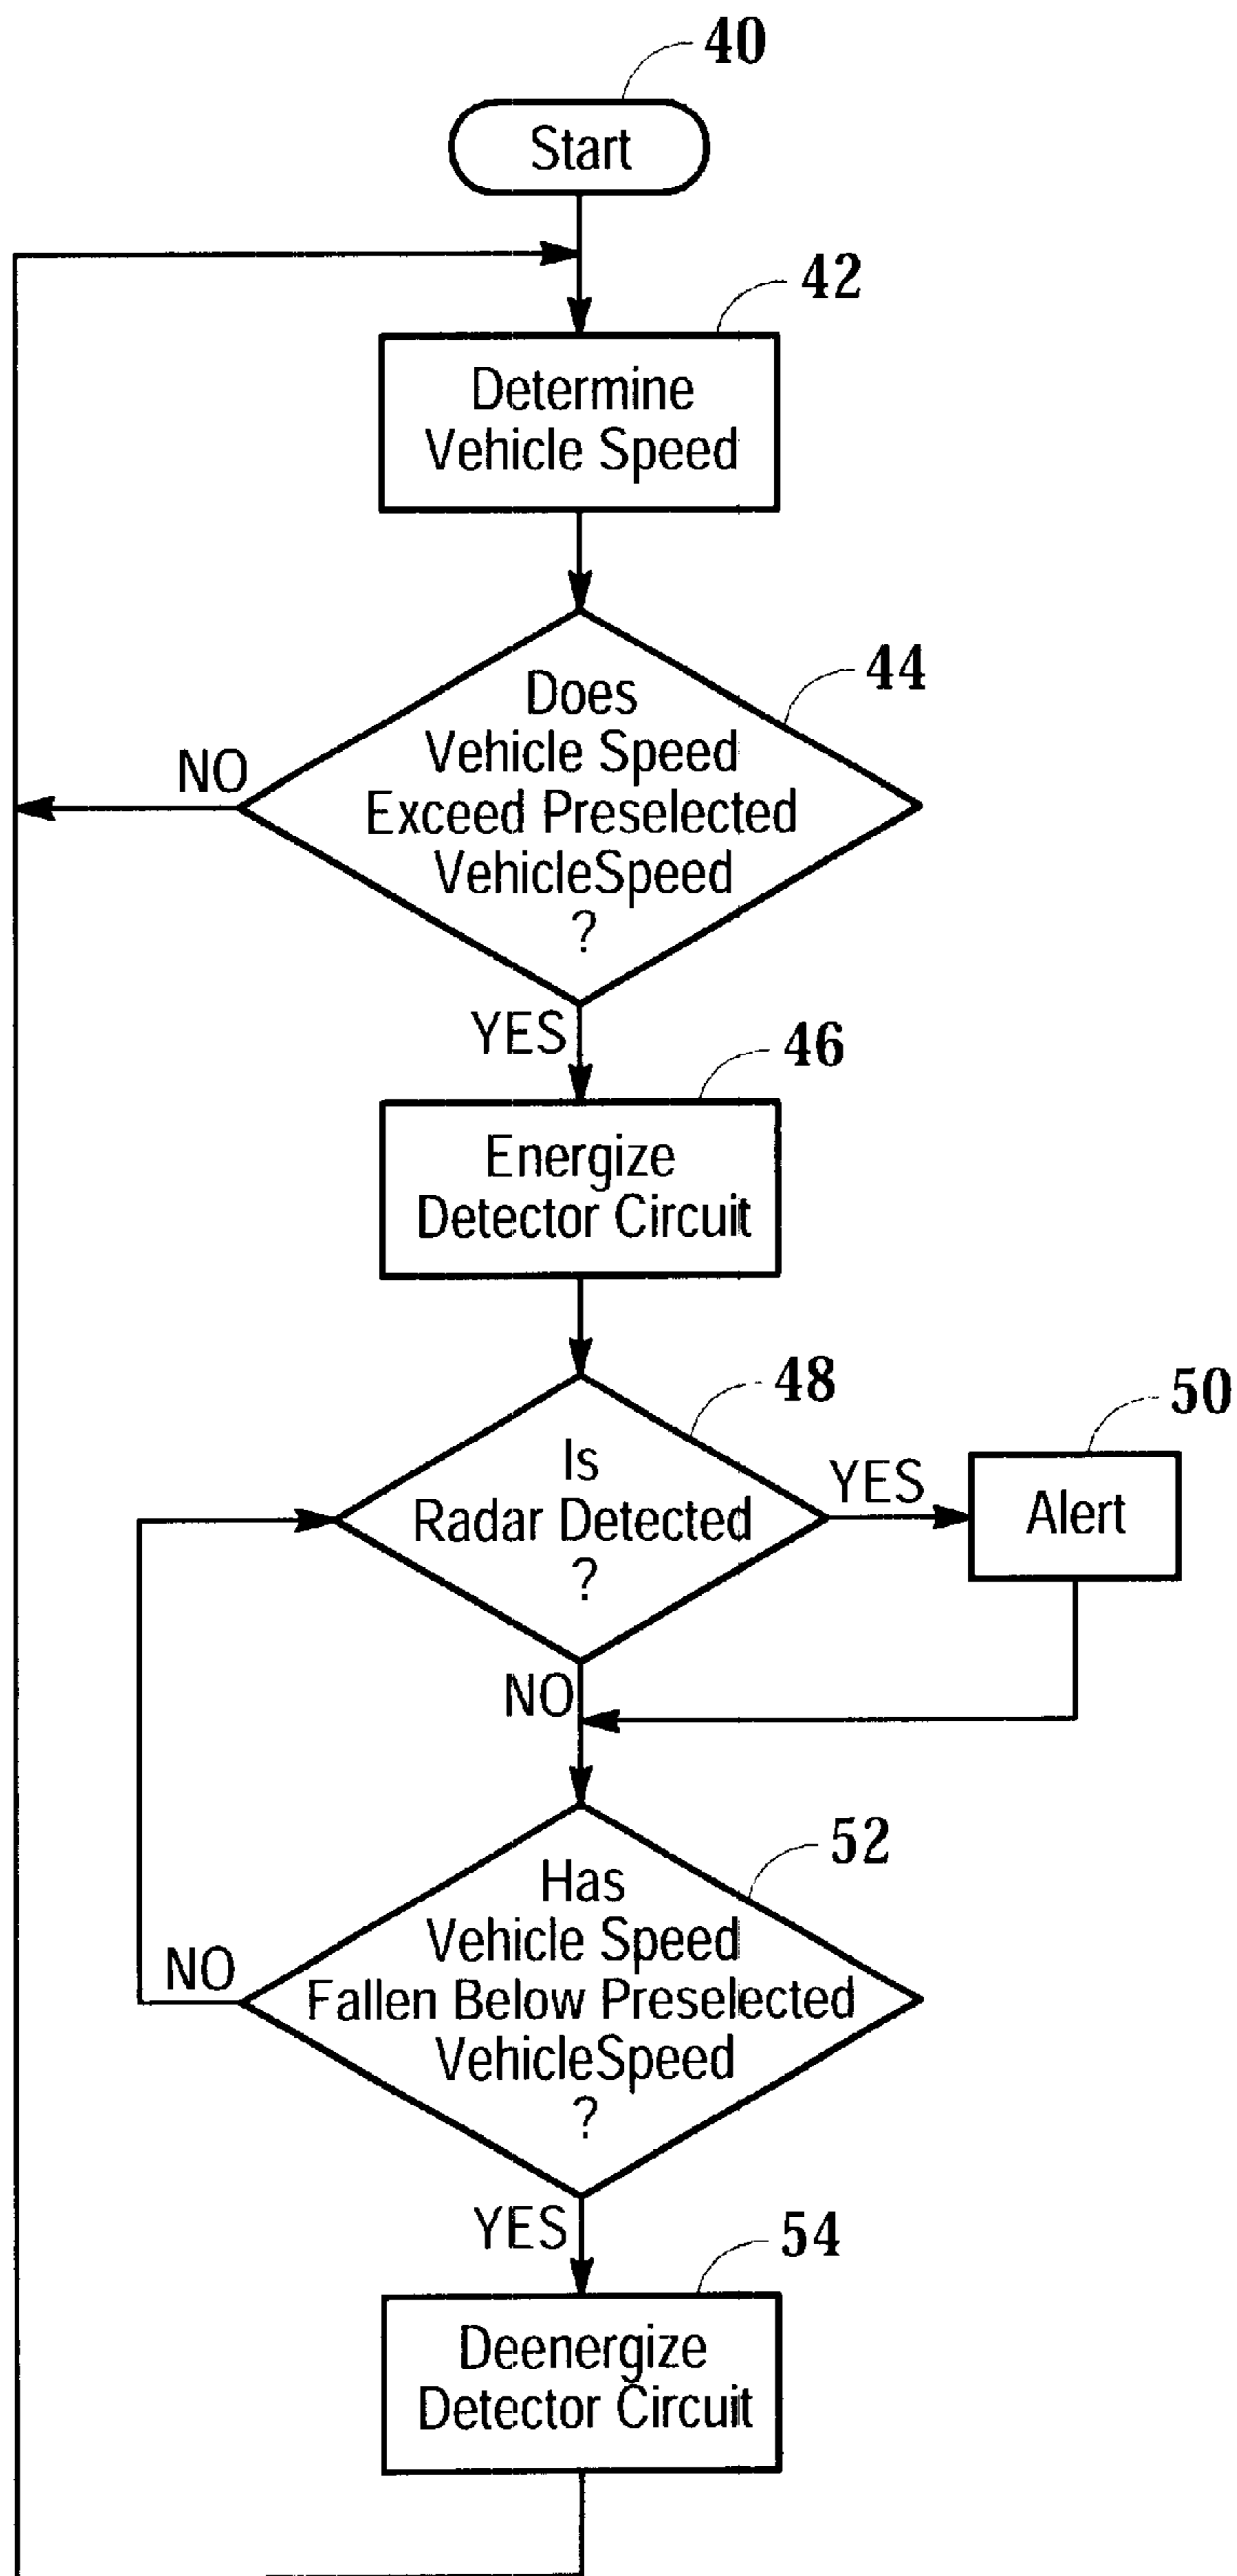 40
Start
42
Determine
Vehicle Speed
44
Does
Vehicle Speed
Exceed Preselected
VehicleSpeed
?
NO
YES
46
Energize
Detector Circuit
48
Is
Radar Detected
?
YES
50
Alert
NO
52
Has
Vehicle Speed
Fallen Below Preselected
VehicleSpeed
?
NO
YES
54
Deenergize
Detector Circuit